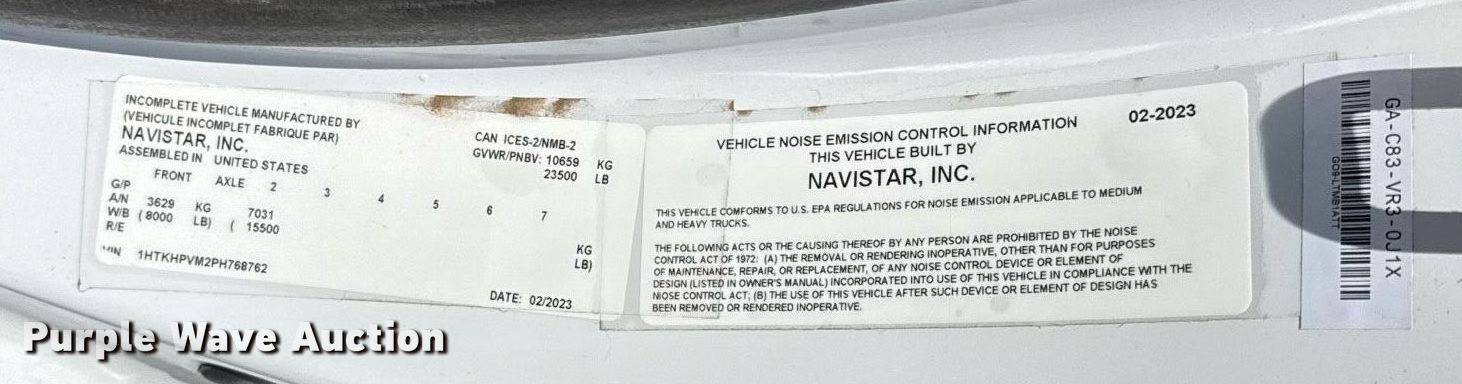 INCOMPLETE VEHICLE MANUFACTURED BY
(VEHICULE INCOMPLET FABRIQUE PAR)
NAVISTAR, INC.
ASSEMBLED IN UNITED STATES
CAN ICES-2/NMB-2
GVWR/PNBV: 10659 KG
23500 LB
FRONT AXLE 2 3 4 5 6 7
G/P
A/N 3629 KG 7031 KG
W/B ( 8000 LB) ( 15500 LB)
R/E
VIN 1HTKHPVM2PH768762
DATE: 02/2023
VEHICLE NOISE EMISSION CONTROL INFORMATION 02-2023
THIS VEHICLE BUILT BY
NAVISTAR, INC.
THIS VEHICLE COMFORMS TO U.S. EPA REGULATIONS FOR NOISE EMISSION APPLICABLE TO MEDIUM
AND HEAVY TRUCKS.
THE FOLLOWING ACTS OR THE CAUSING THEREOF BY ANY PERSON ARE PROHIBITED BY THE NOISE
CONTROL ACT OF 1972: (A) THE REMOVAL OR RENDERING INOPERATIVE, OTHER THAN FOR PURPOSES
OF MAINTENANCE, REPAIR, OR REPLACEMENT, OF ANY NOISE CONTROL DEVICE OR ELEMENT OF
DESIGN (LISTED IN OWNER'S MANUAL) INCORPORATED INTO USE OF THIS VEHICLE IN COMPLIANCE WITH THE
NIOSE CONTROL ACT; (B) THE USE OF THIS VEHICLE AFTER SUCH DEVICE OR ELEMENT OF DESIGN HAS
BEEN REMOVED OR RENDERED INOPERATIVE.
GA-C83-VR3-0J1X
GO9-LTMB1ATT
Purple Wave Auction